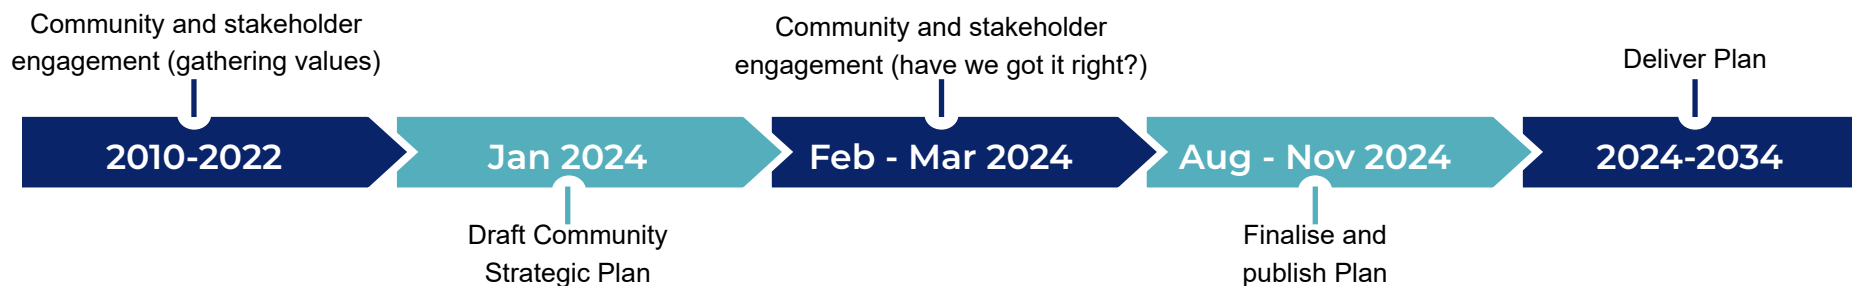 Community and stakeholder
engagement (gathering values)
2010-2022
Jan 2024
Draft Community
Strategic Plan
Community and stakeholder
engagement (have we got it right?)
Feb - Mar 2024
Aug - Nov 2024
Finalise and
publish Plan
Deliver Plan
2024-2034